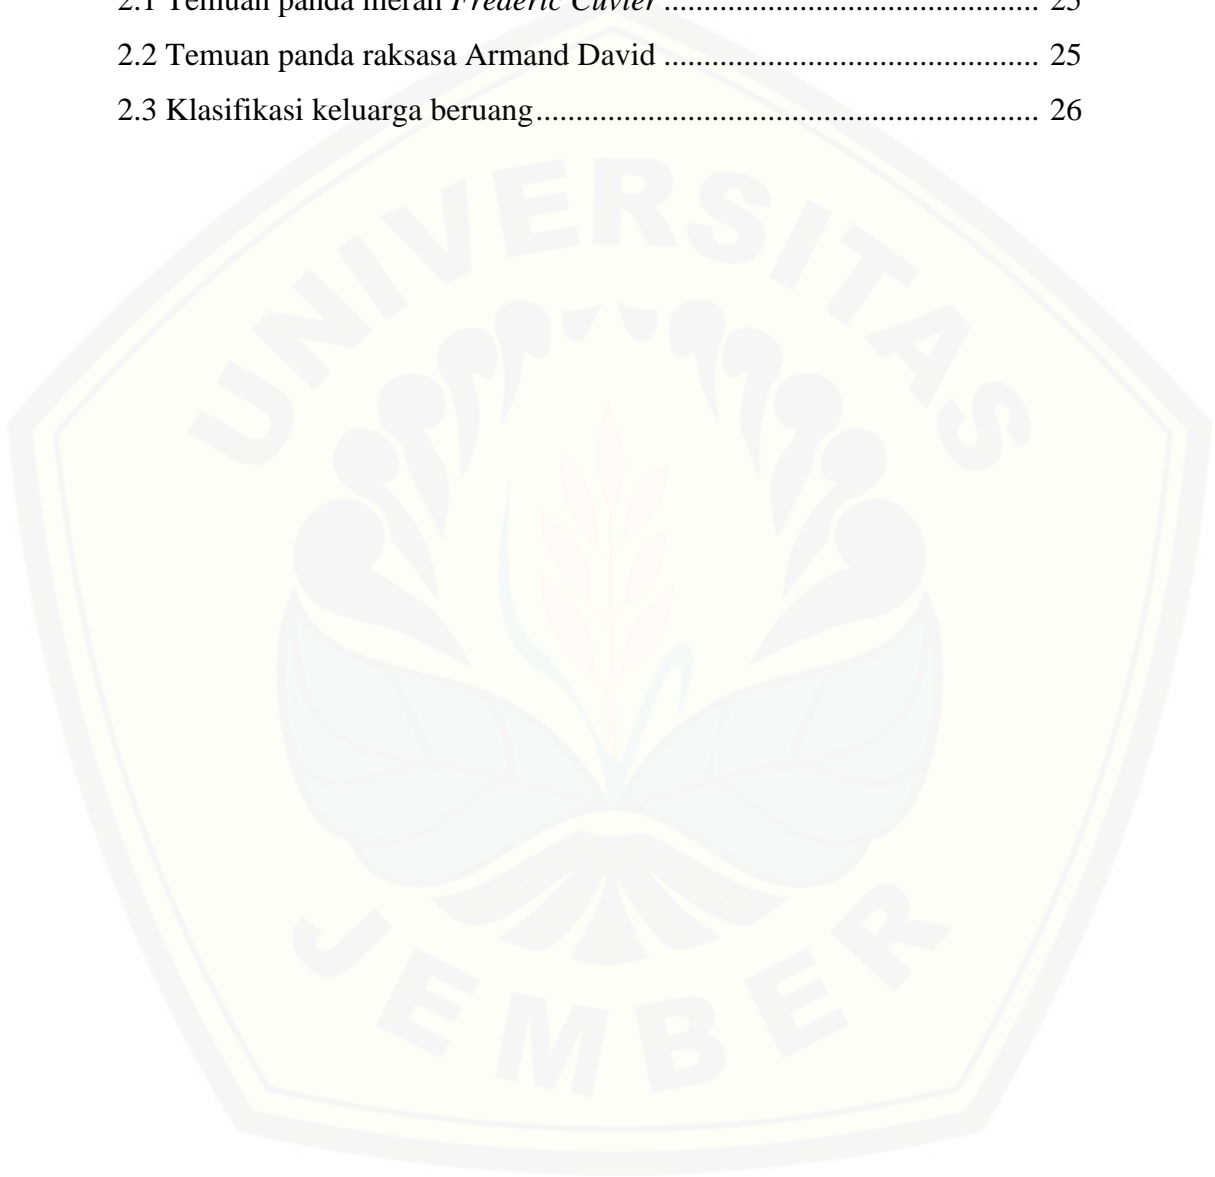 2.1 Temuan panda merah Frederic Cuvier ............................................... 25
2.2 Temuan panda raksasa Armand David ............................................... 25
2.3 Klasifikasi keluarga beruang............................................................... 26
UNIVERSITAS
JEMBER